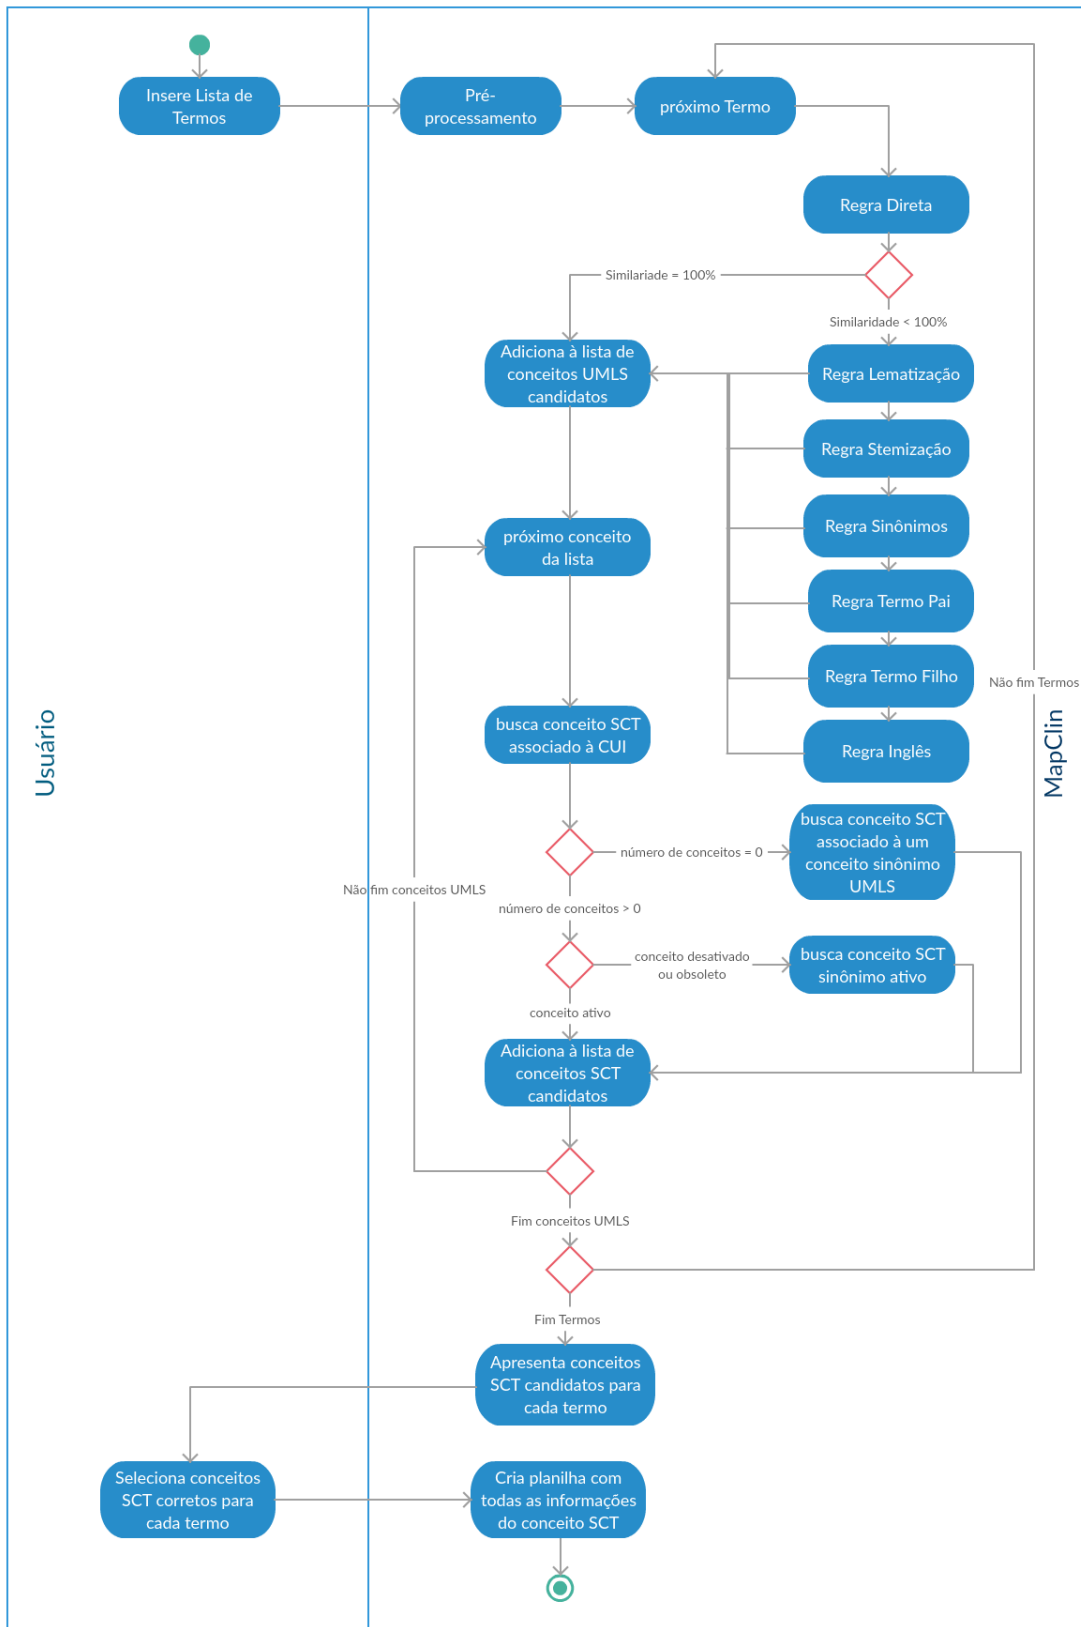 Insere Lista de
Termos
Pré-
processamento
próximo Termo
Regra Direta
Similariade = 100%
Similaridade < 100%
Adiciona à lista de
conceitos UMLS
candidatos
Regra Lematização
Regra Stemização
próximo conceito
da lista
Regra Sinônimos
Regra Termo Pai
Regra Termo Filho
Não fim Termos
busca conceito SCT
associado à CUI
Regra Inglês
Usuário
MapClin
número de conceitos = 0
busca conceito SCT
associado à um
conceito sinônimo
UMLS
Não fim conceitos UMLS
número de conceitos > 0
conceito desativado
ou obsoleto
busca conceito SCT
sinônimo ativo
conceito ativo
Adiciona à lista de
conceitos SCT
candidatos
Fim conceitos UMLS
Fim Termos
Apresenta conceitos
SCT candidatos para
cada termo
Seleciona conceitos
SCT corretos para
cada termo
Cria planilha com
todas as informações
do conceito SCT